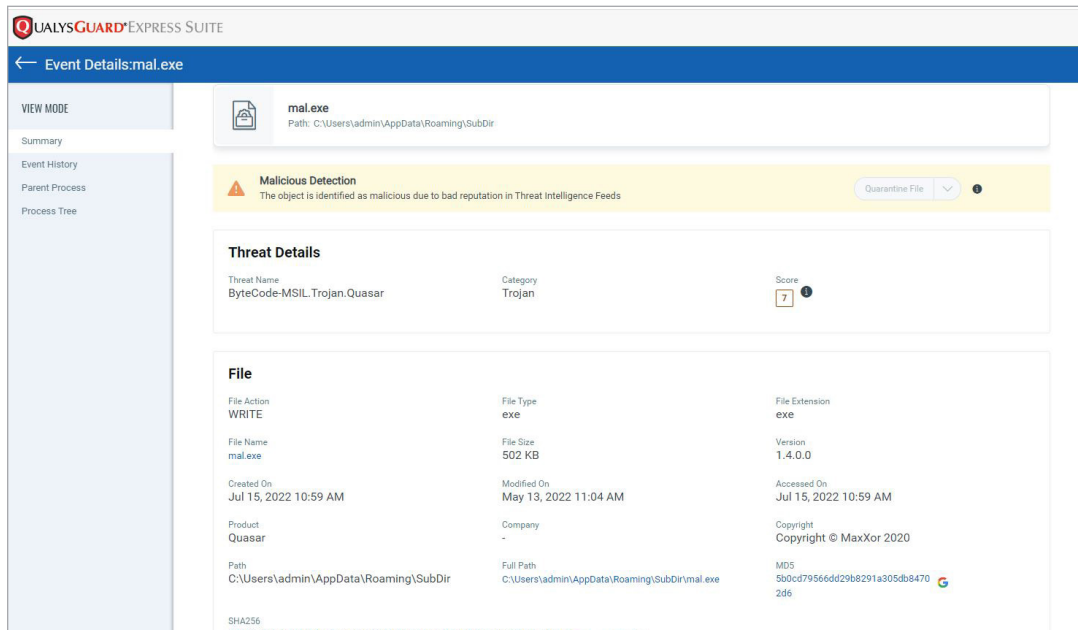 QUALYSGUARD® EXPRESS SUITE
Event Details:mal.exe
VIEW MODE
Summary
Event History
Parent Process
Process Tree
mal.exe
Path: C:\Users\admin\AppData\Roaming\SubDir
Malicious Detection
The object is identified as malicious due to bad reputation in Threat Intelligence Feeds
Quarantine File
Threat Details
Threat Name Category Score
ByteCode-MSIL.Trojan.Quasar Trojan 7
File
File Action File Type File Extension
WRITE exe exe
File Name File Size Version
mal.exe 502 KB 1.4.0.0
Created On Modified On Accessed On
Jul 15, 2022 10:59 AM May 13, 2022 11:04 AM Jul 15, 2022 10:59 AM
Product Company Copyright
Quasar - Copyright © MaxXor 2020
Path Full Path MD5
C:\Users\admin\AppData\Roaming\SubDir C:\Users\admin\AppData\Roaming\SubDir\mal.exe 5b0cd79566dd29b8291a305db8470
2d6
SHA256